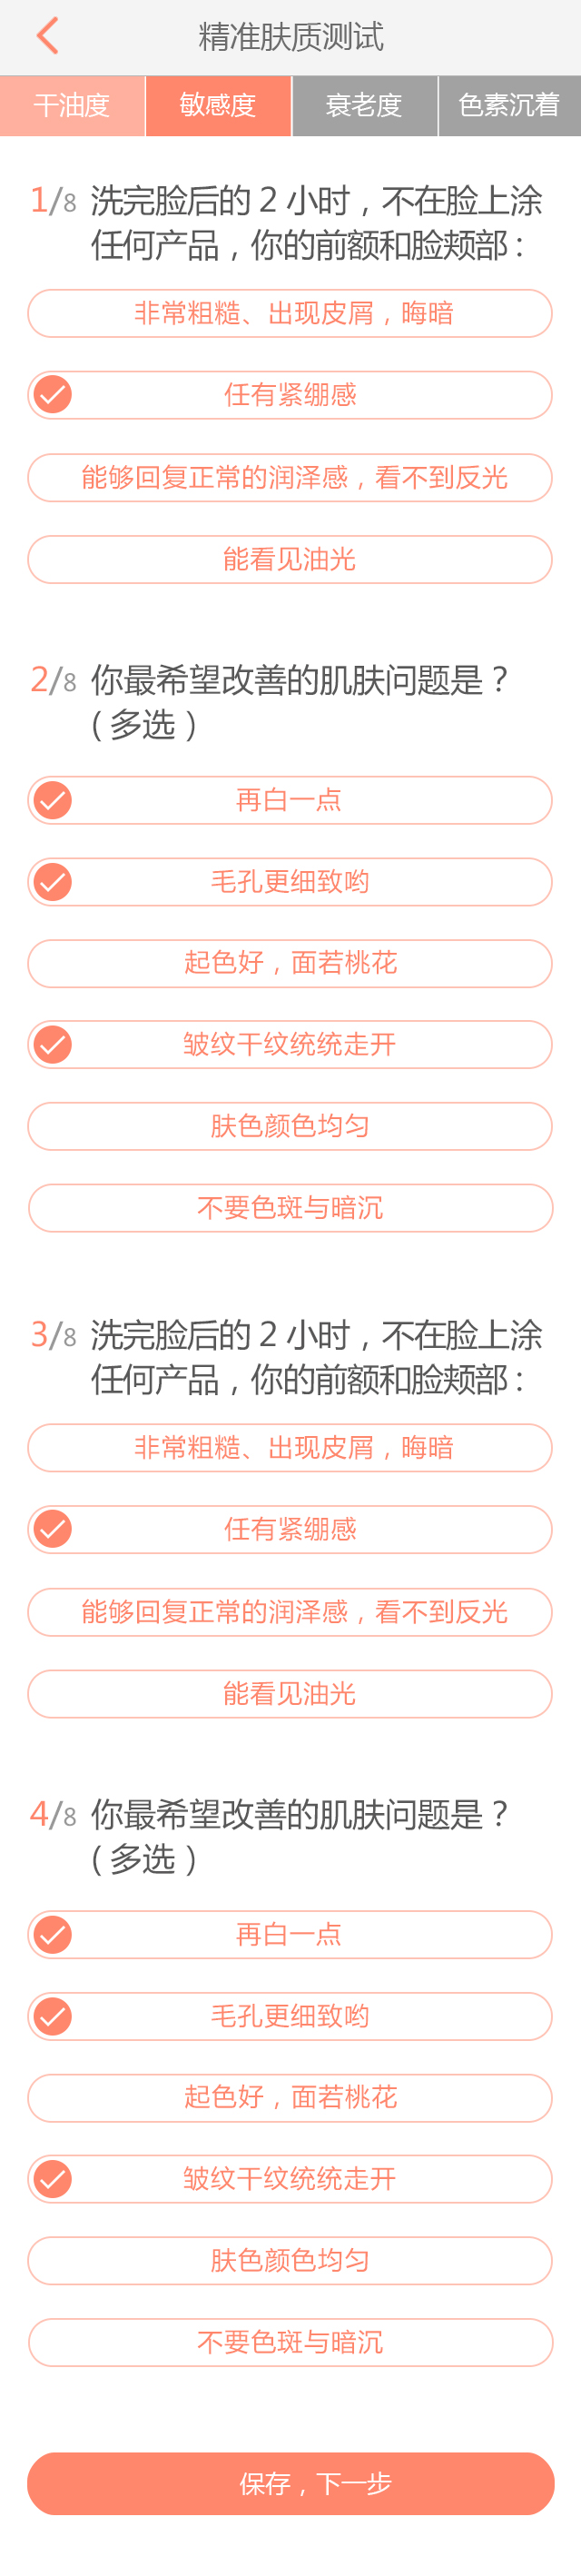 精准肤质测试
干油度 敏感度 衰老度 色素沉着
1/8 洗完脸后的 2 小时，不在脸上涂
任何产品，你的前额和脸颊部：
非常粗糙、出现皮屑，晦暗
任有紧绷感
能够回复正常的润泽感，看不到反光
能看见油光
2/8 你最希望改善的肌肤问题是？
（多选）
再白一点
毛孔更细致哟
起色好，面若桃花
皱纹干纹统统走开
肤色颜色均匀
不要色斑与暗沉
3/8 洗完脸后的 2 小时，不在脸上涂
任何产品，你的前额和脸颊部：
非常粗糙、出现皮屑，晦暗
任有紧绷感
能够回复正常的润泽感，看不到反光
能看见油光
4/8 你最希望改善的肌肤问题是？
（多选）
再白一点
毛孔更细致哟
起色好，面若桃花
皱纹干纹统统走开
肤色颜色均匀
不要色斑与暗沉
保存，下一步